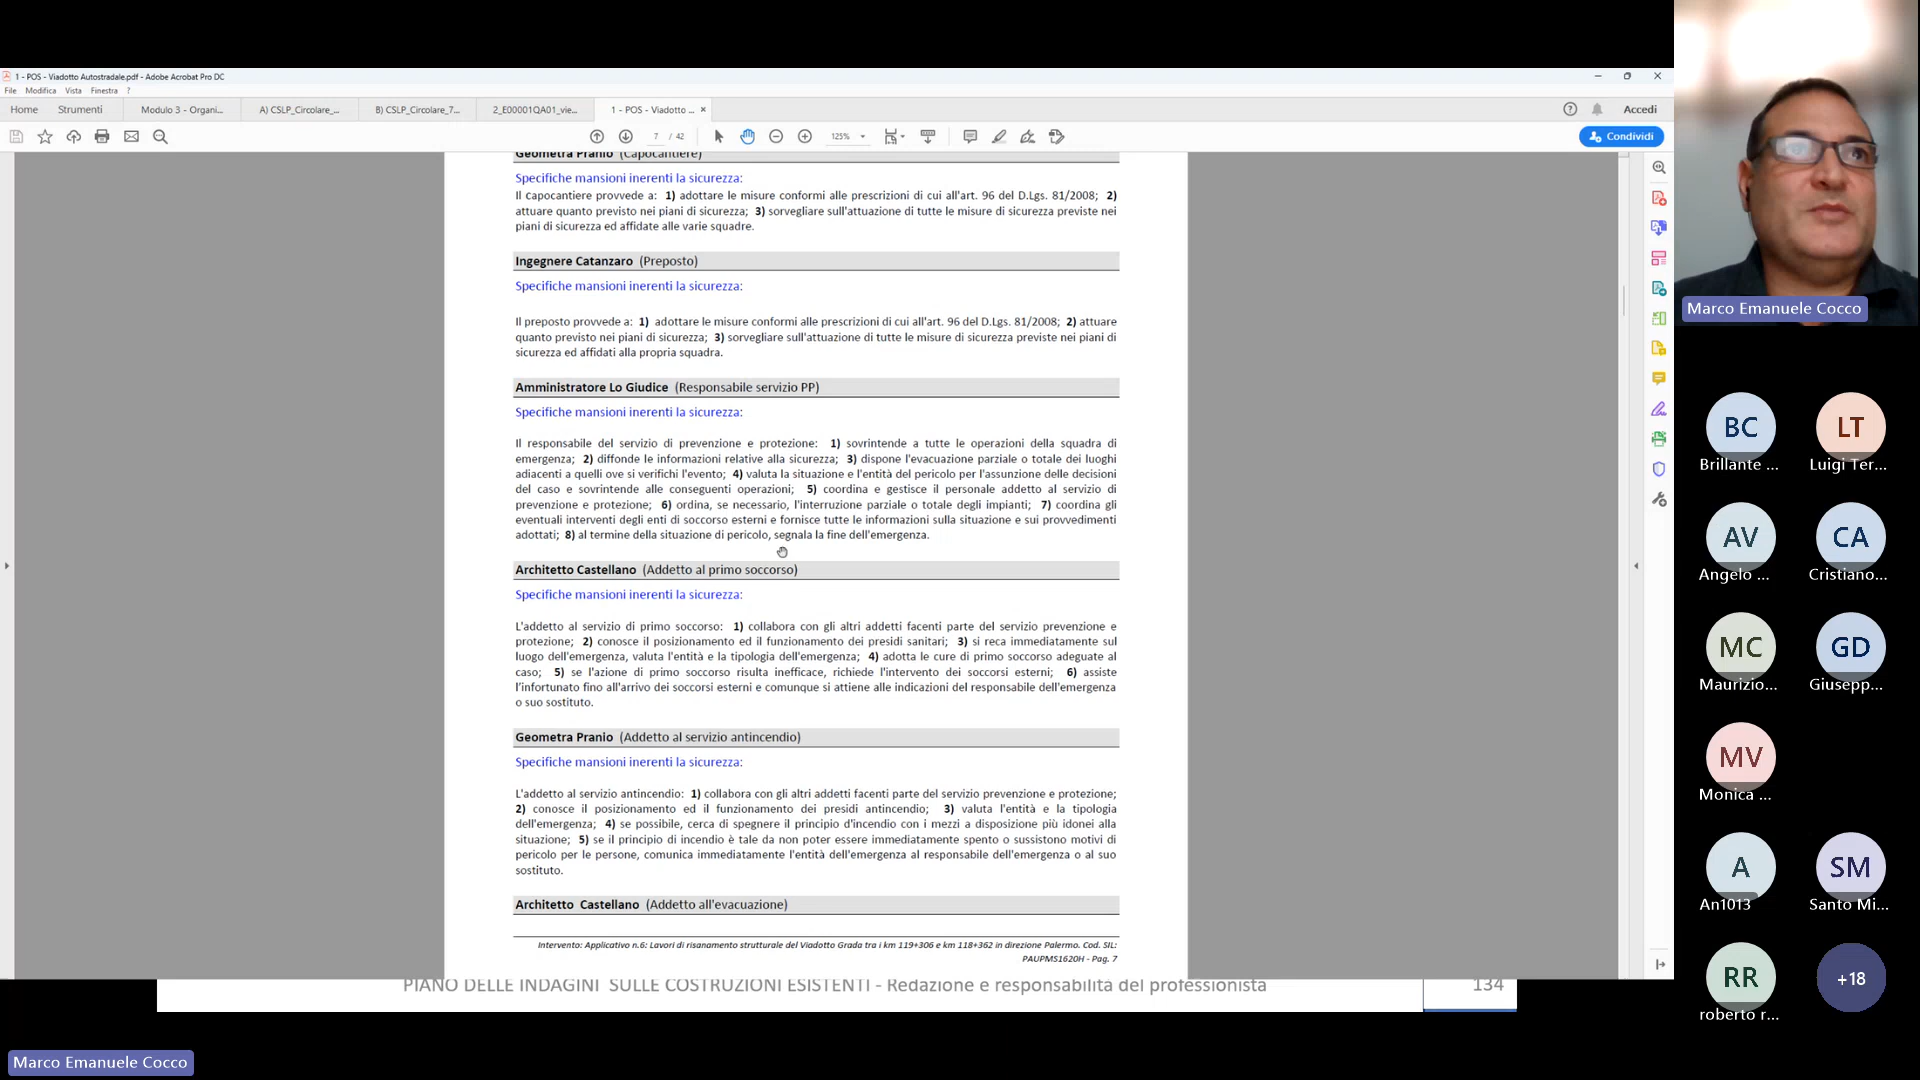 1 - POS - Viadotto Autostradale.pdf - Adobe Acrobat Pro DC
File Modifica Vista Finestra ?
Home Strumenti Modulo 3 - Organi... A) CSLP_Circolare_... B) CSLP_Circolare_7... 2_E00001QA01_vie... 1 - POS - Viadotto ... × Accedi
7 / 42 125% Condividi
Geometra Pranio (Capocantiere)
Specifiche mansioni inerenti la sicurezza:
Il capocantiere provvede a: 1) adottare le misure conformi alle prescrizioni di cui all'art. 96 del D.Lgs. 81/2008; 2)
attuare quanto previsto nei piani di sicurezza; 3) sorvegliare sull'attuazione di tutte le misure di sicurezza previste nei
piani di sicurezza ed affidate alle varie squadre.
Ingegnere Catanzaro (Preposto)
Specifiche mansioni inerenti la sicurezza:
Il preposto provvede a: 1) adottare le misure conformi alle prescrizioni di cui all'art. 96 del D.Lgs. 81/2008; 2) attuare
quanto previsto nei piani di sicurezza; 3) sorvegliare sull'attuazione di tutte le misure di sicurezza previste nei piani di
sicurezza ed affidati alla propria squadra.
Amministratore Lo Giudice (Responsabile servizio PP)
Specifiche mansioni inerenti la sicurezza:
Il responsabile del servizio di prevenzione e protezione: 1) sovrintende a tutte le operazioni della squadra di
emergenza; 2) diffonde le informazioni relative alla sicurezza; 3) dispone l'evacuazione parziale o totale dei luoghi
adiacenti a quelli ove si verifichi l'evento; 4) valuta la situazione e l'entità del pericolo per l'assunzione delle decisioni
del caso e sovrintende alle conseguenti operazioni; 5) coordina e gestisce il personale addetto al servizio di
prevenzione e protezione; 6) ordina, se necessario, l'interruzione parziale o totale degli impianti; 7) coordina gli
eventuali interventi degli enti di soccorso esterni e fornisce tutte le informazioni sulla situazione e sui provvedimenti
adottati; 8) al termine della situazione di pericolo, segnala la fine dell'emergenza.
Architetto Castellano (Addetto al primo soccorso)
Specifiche mansioni inerenti la sicurezza:
L'addetto al servizio di primo soccorso: 1) collabora con gli altri addetti facenti parte del servizio prevenzione e
protezione; 2) conosce il posizionamento ed il funzionamento dei presidi sanitari; 3) si reca immediatamente sul
luogo dell'emergenza, valuta l'entità e la tipologia dell'emergenza; 4) adotta le cure di primo soccorso adeguate al
caso; 5) se l'azione di primo soccorso risulta inefficace, richiede l'intervento dei soccorsi esterni; 6) assiste
l'infortunato fino all'arrivo dei soccorsi esterni e comunque si attiene alle indicazioni del responsabile dell'emergenza
o suo sostituto.
Geometra Pranio (Addetto al servizio antincendio)
Specifiche mansioni inerenti la sicurezza:
L'addetto al servizio antincendio: 1) collabora con gli altri addetti facenti parte del servizio prevenzione e protezione;
2) conosce il posizionamento ed il funzionamento dei presidi antincendio; 3) valuta l'entità e la tipologia
dell'emergenza; 4) se possibile, cerca di spegnere il principio d'incendio con i mezzi a disposizione più idonei alla
situazione; 5) se il principio di incendio è tale da non poter essere immediatamente spento o sussistono motivi di
pericolo per le persone, comunica immediatamente l'entità dell'emergenza al responsabile dell'emergenza o al suo
sostituto.
Architetto Castellano (Addetto all'evacuazione)
Intervento: Applicativo n.6: Lavori di risanamento strutturale del Viadotto Grada tra i km 119+306 e km 118+362 in direzione Palermo. Cod. SIL:
PAUPMS1620H - Pag. 7
PIANO DELLE INDAGINI SULLE COSTRUZIONI ESISTENTI - Redazione e responsabilità del professionista 134
Marco Emanuele Cocco
Marco Emanuele Cocco
BC LT
Brillante ... Luigi Ter...
AV CA
Angelo ... Cristiano...
MC GD
Maurizio... Giusepp...
MV
Monica ...
A SM
An1013 Santo Mi...
RR +18
roberto r...